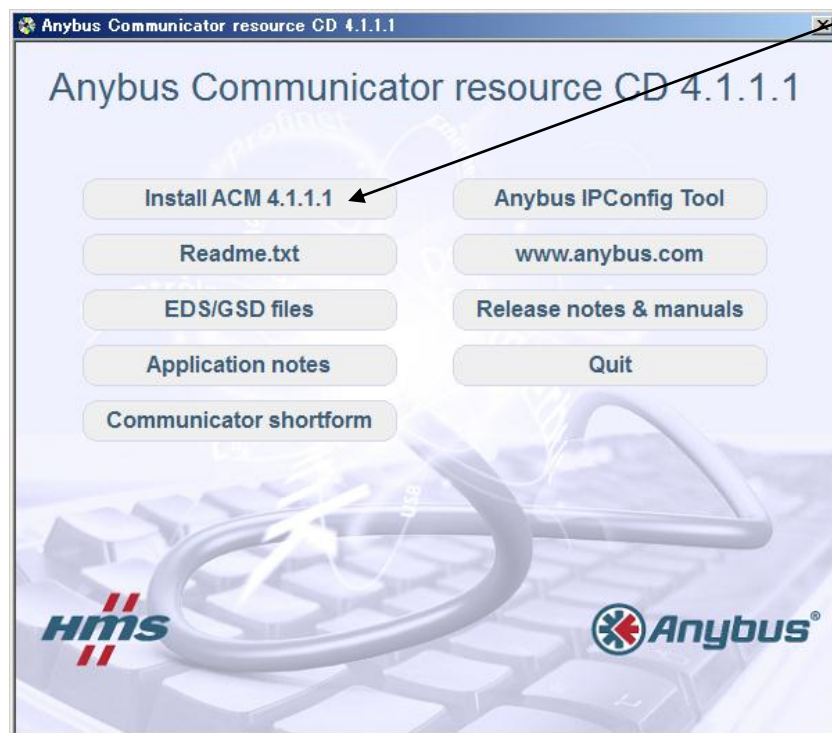 Anybus Communicator resource CD 4.1.1.1
Anybus Communicator resource CD 4.1.1.1
Install ACM 4.1.1.1
Anybus IPConfig Tool
Readme.txt
www.anybus.com
EDS/GSD files
Release notes & manuals
Application notes
Quit
Communicator shortform
profinet
USB
HMS
Anybus®